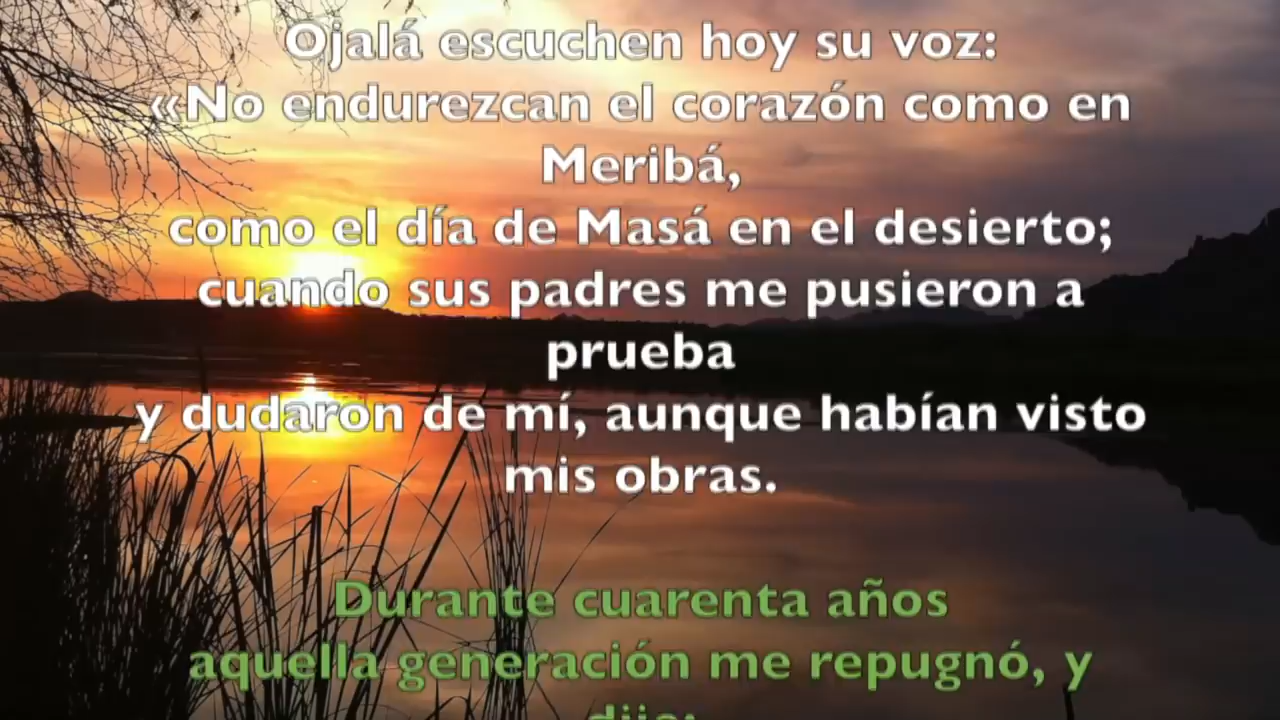 Ojalá escuchen hoy su voz:
«No endurezcan el corazón como en
Meribá,
como el día de Masá en el desierto;
cuando sus padres me pusieron a
prueba
y dudaron de mí, aunque habían visto
mis obras.
Durante cuarenta años
aquella generación me repugnó, y
dije: